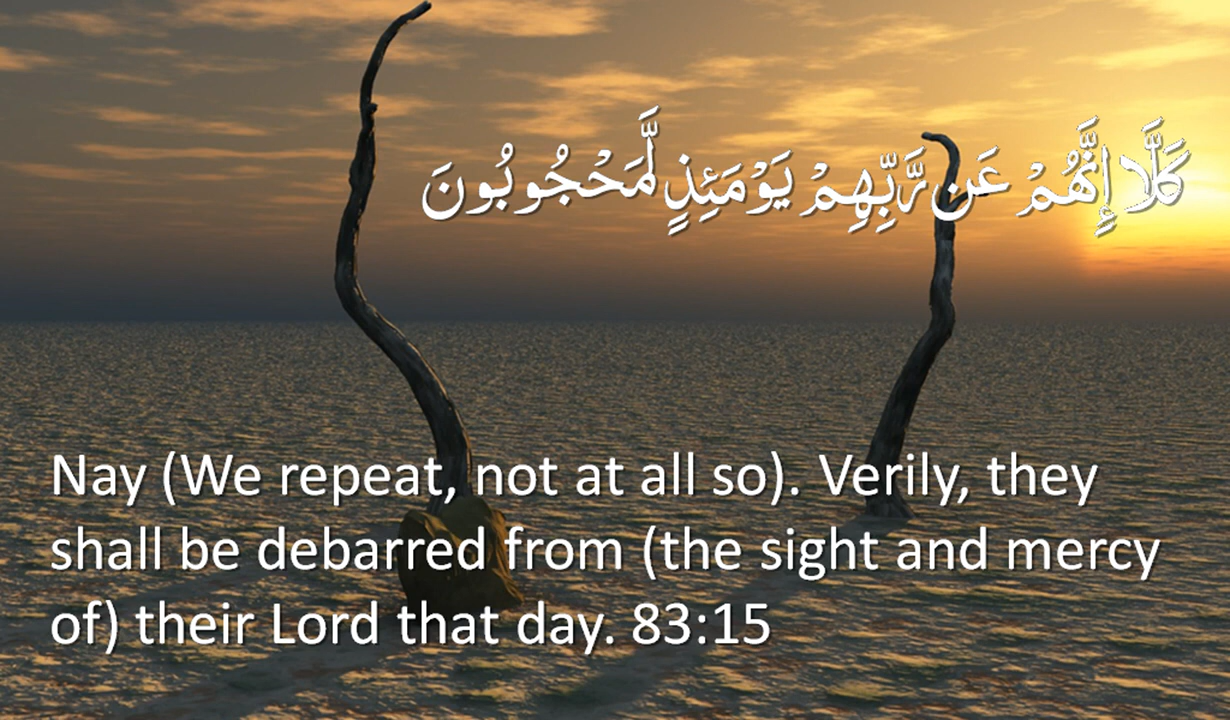 كَلَّا إِنَّهُمْ عَن رَّبِّهِمْ يَوْمَئِذٍ لَّمَحْجُوبُونَ
Nay (We repeat, not at all so). Verily, they
shall be debarred from (the sight and mercy
of) their Lord that day. 83:15